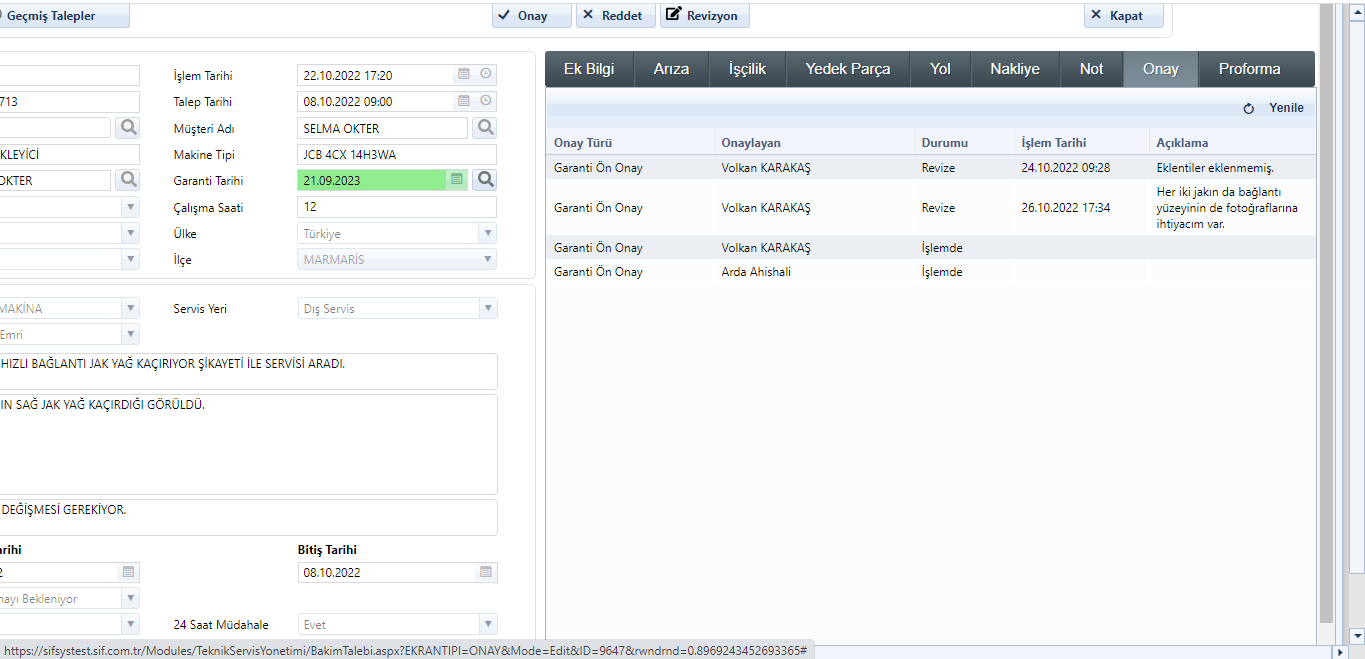 Geçmiş Talepler
Onay
Reddet
Revizyon
Kapat
İşlem Tarihi 22.10.2022 17:20
713 Talep Tarihi 08.10.2022 09:00
Müşteri Adı SELMA OKTER
KLEYİCİ Makine Tipi JCB 4CX 14H3WA
OKTER Garanti Tarihi 21.09.2023
Çalışma Saati 12
Ülke Türkiye
İlçe MARMARİS
MAKİNA Servis Yeri Dış Servis
Emri
HIZLI BAĞLANTI JAK YAĞ KAÇIRIYOR ŞİKAYETİ İLE SERVİSİ ARADI.
IN SAĞ JAK YAĞ KAÇIRDIĞI GÖRÜLDÜ.
DEĞİŞMESİ GEREKİYOR.
arihi Bitiş Tarihi
2 08.10.2022
nayı Bekleniyor
24 Saat Müdahale Evet
Ek Bilgi Arıza İşçilik Yedek Parça Yol Nakliye Not Onay Proforma
Yenile
Onay Türü Onaylayan Durumu İşlem Tarihi Açıklama
Garanti Ön Onay Volkan KARAKAŞ Revize 24.10.2022 09:28 Eklentiler eklenmemiş.
Garanti Ön Onay Volkan KARAKAŞ Revize 26.10.2022 17:34 Her iki jakın da bağlantı
yüzeyinin de fotoğraflarına
ihtiyacım var.
Garanti Ön Onay Volkan KARAKAŞ İşlemde
Garanti Ön Onay Arda Ahishali İşlemde
https://sifsystest.sif.com.tr/Modules/TeknikServisYonetimi/BakimTalebi.aspx?EKRANTIPI=ONAY&Mode=Edit&ID=9647&rwndrnd=0.8969243452693365#